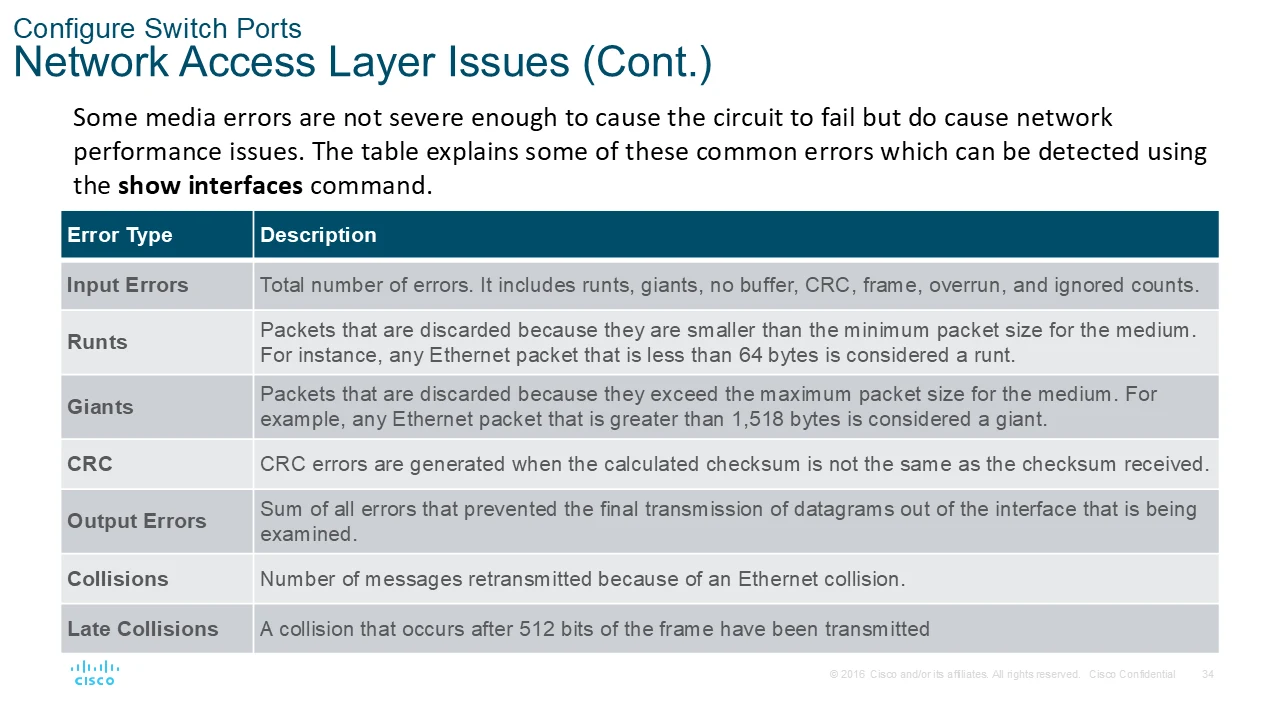 Configure Switch Ports
Network Access Layer Issues (Cont.)
Some media errors are not severe enough to cause the circuit to fail but do cause network
performance issues. The table explains some of these common errors which can be detected using
the show interfaces command.
Error Type Description
Input Errors Total number of errors. It includes runts, giants, no buffer, CRC, frame, overrun, and ignored counts.
Runts Packets that are discarded because they are smaller than the minimum packet size for the medium.
For instance, any Ethernet packet that is less than 64 bytes is considered a runt.
Giants Packets that are discarded because they exceed the maximum packet size for the medium. For
example, any Ethernet packet that is greater than 1,518 bytes is considered a giant.
CRC CRC errors are generated when the calculated checksum is not the same as the checksum received.
Output Errors Sum of all errors that prevented the final transmission of datagrams out of the interface that is being
examined.
Collisions Number of messages retransmitted because of an Ethernet collision.
Late Collisions A collision that occurs after 512 bits of the frame have been transmitted
CISCO © 2016 Cisco and/or its affiliates. All rights reserved. Cisco Confidential 34